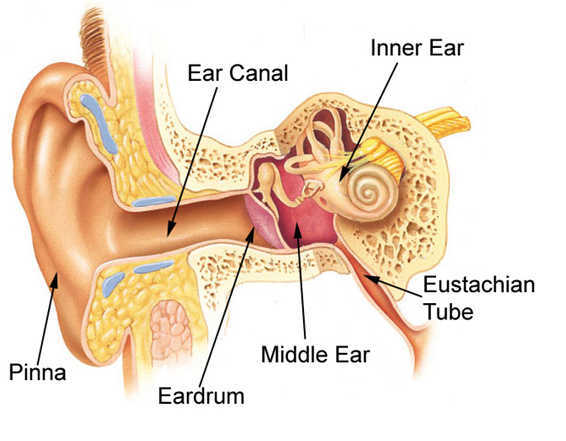 Inner Ear
Ear Canal
Eustachian
Tube
Middle Ear
Pinna
Eardrum